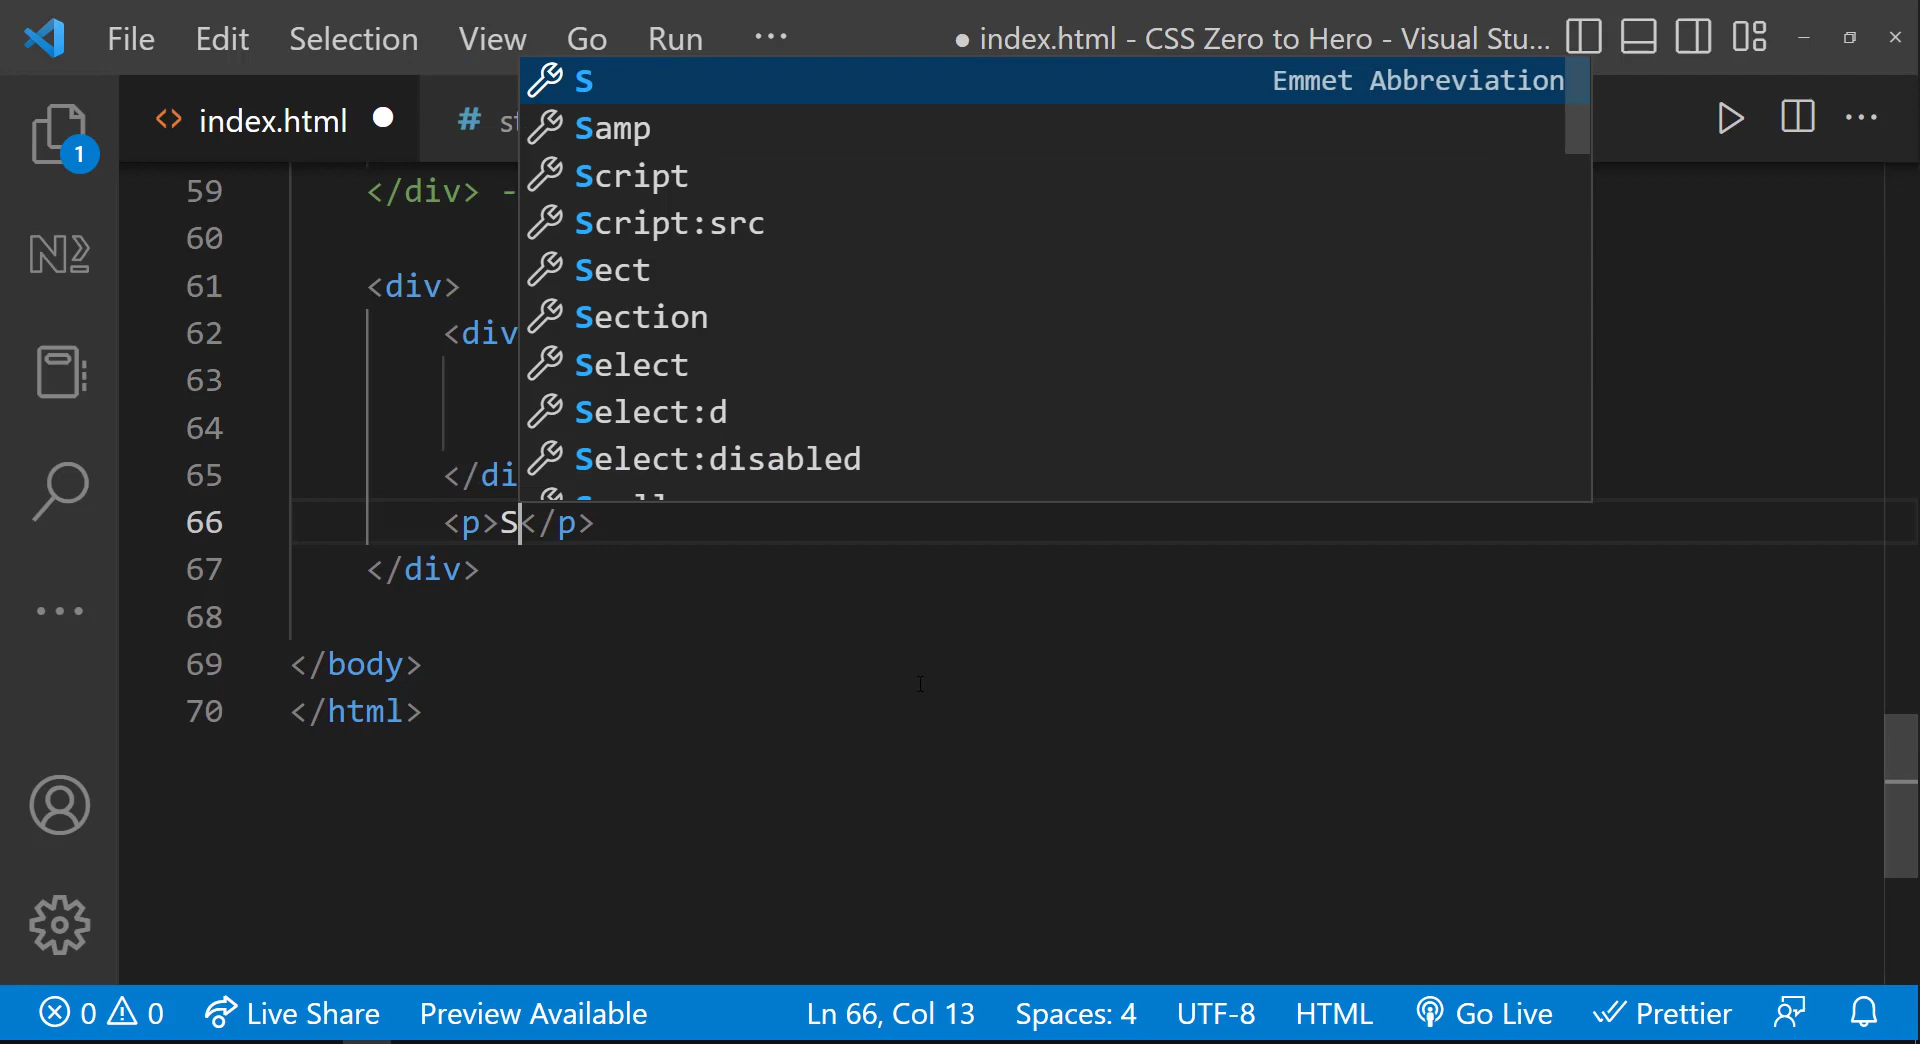 File Edit Selection View Go Run ···
● index.html - CSS Zero to Hero - Visual Stu...
1
<> index.html ●
#
S Emmet Abbreviation
Samp
Script
Script:src
Sect
Section
Select
Select:d
Select:disabled
59 </div> -
60
61 <div>
62 <div
63
64
65 </di
66 <p>S</p>
67 </div>
68
69 </body>
70 </html>
0 0 Live Share Preview Available Ln 66, Col 13 Spaces: 4 UTF-8 HTML Go Live Prettier